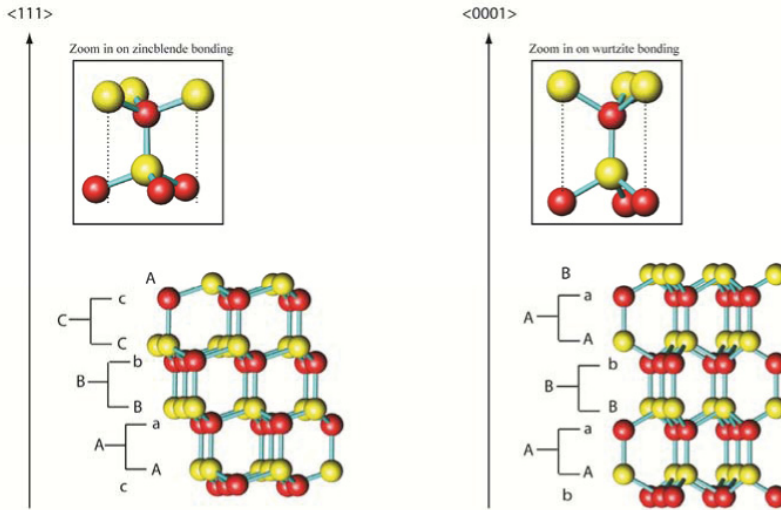 <111>
Zoom in on zincblende bonding
A
c
C
C
b
B
B
a
A
A
c
<0001>
Zoom in on wurtzite bonding
B
a
A
A
b
B
B
a
A
A
b